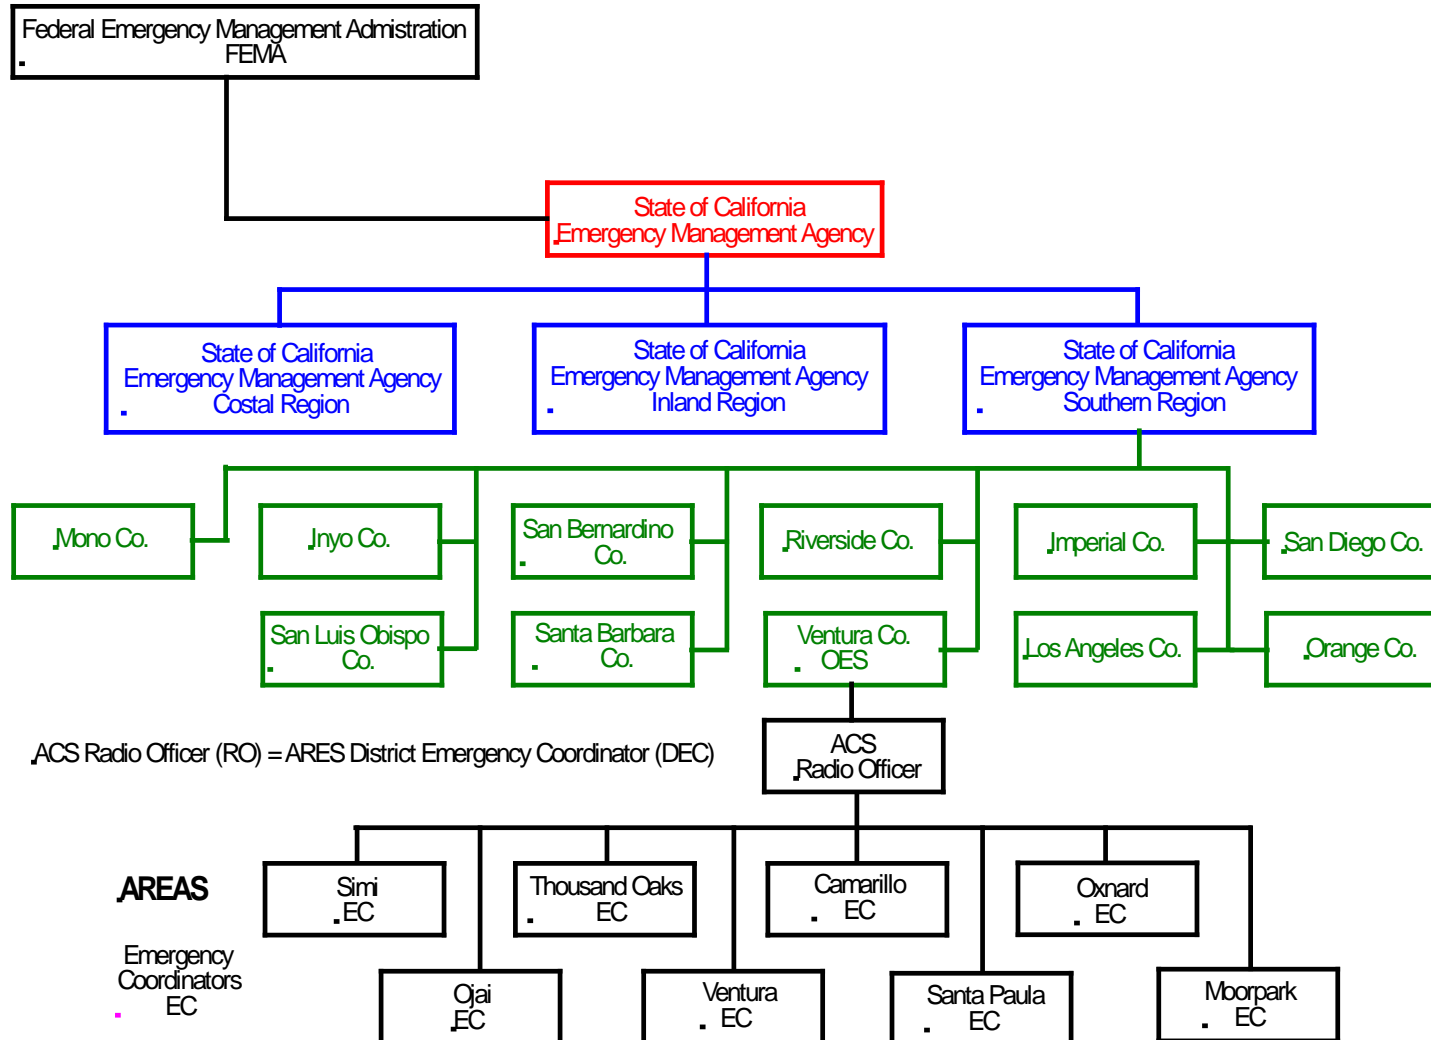 Federal Emergency Management Admistration
FEMA
State of California
Emergency Management Agency
State of California
Emergency Management Agency
Costal Region
State of California
Emergency Management Agency
Inland Region
State of California
Emergency Management Agency
Southern Region
Mono Co.
Inyo Co.
San Bernardino
Co.
Riverside Co.
Imperial Co.
San Diego Co.
San Luis Obispo
Co.
Santa Barbara
Co.
Ventura Co.
OES
Los Angeles Co.
Orange Co.
ACS Radio Officer (RO) = ARES District Emergency Coordinator (DEC)
ACS
Radio Officer
AREAS
Simi
EC
Thousand Oaks
EC
Camarillo
EC
Oxnard
EC
Emergency
Coordinators
EC
Ojai
EC
Ventura
EC
Santa Paula
EC
Moorpark
EC